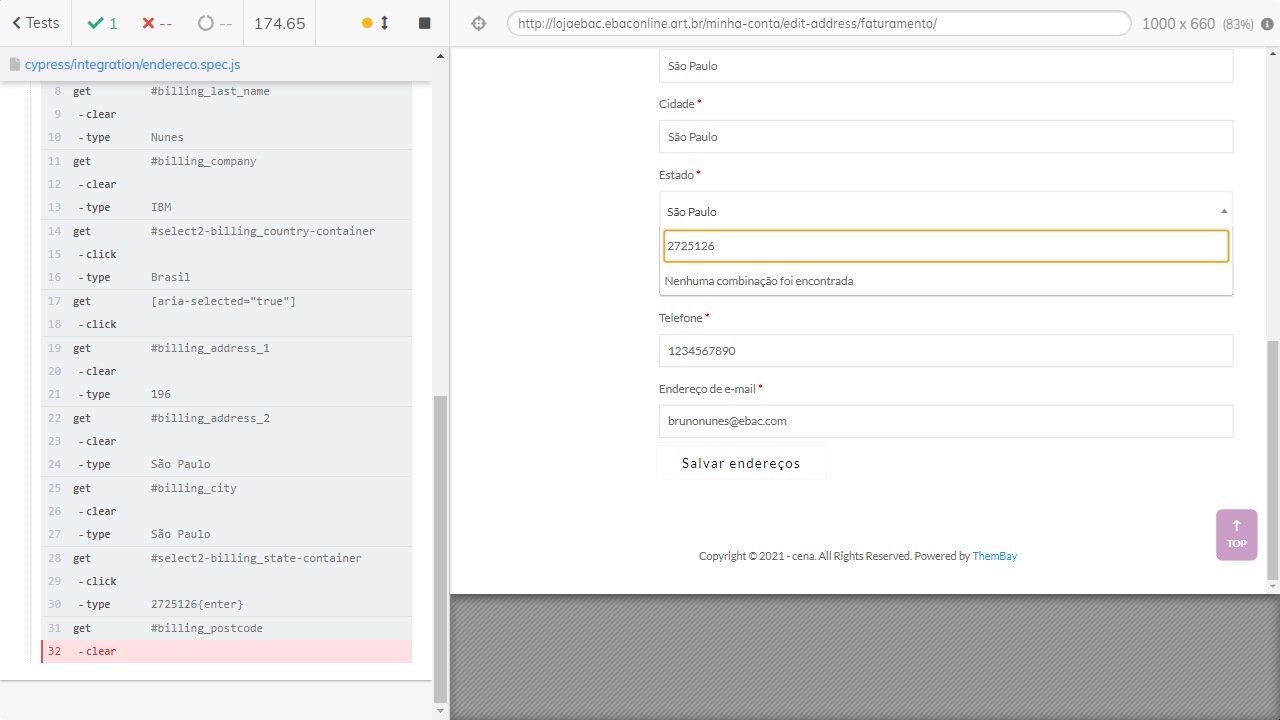 Tests
1
--
--
174.65
http://lojaebac.ebaconline.art.br/minha-conta/edit-address/faturamento/
1000 x 660 (83%)
cypress/integration/endereco.spec.js
8 get #billing_last_name
9 -clear
10 -type Nunes
11 get #billing_company
12 -clear
13 -type IBM
14 get #select2-billing_country-container
15 -click
16 -type Brasil
17 get [aria-selected="true"]
18 -click
19 get #billing_address_1
20 -clear
21 -type 196
22 get #billing_address_2
23 -clear
24 -type São Paulo
25 get #billing_city
26 -clear
27 -type São Paulo
28 get #select2-billing_state-container
29 -click
30 -type 2725126{enter}
31 get #billing_postcode
32 -clear
São Paulo
Cidade *
São Paulo
Estado *
São Paulo
2725126
Nenhuma combinação foi encontrada
Telefone *
1234567890
Endereço de e-mail *
brunonunes@ebac.com
Salvar endereços
TOP
Copyright © 2021 - cena. All Rights Reserved. Powered by ThemBay